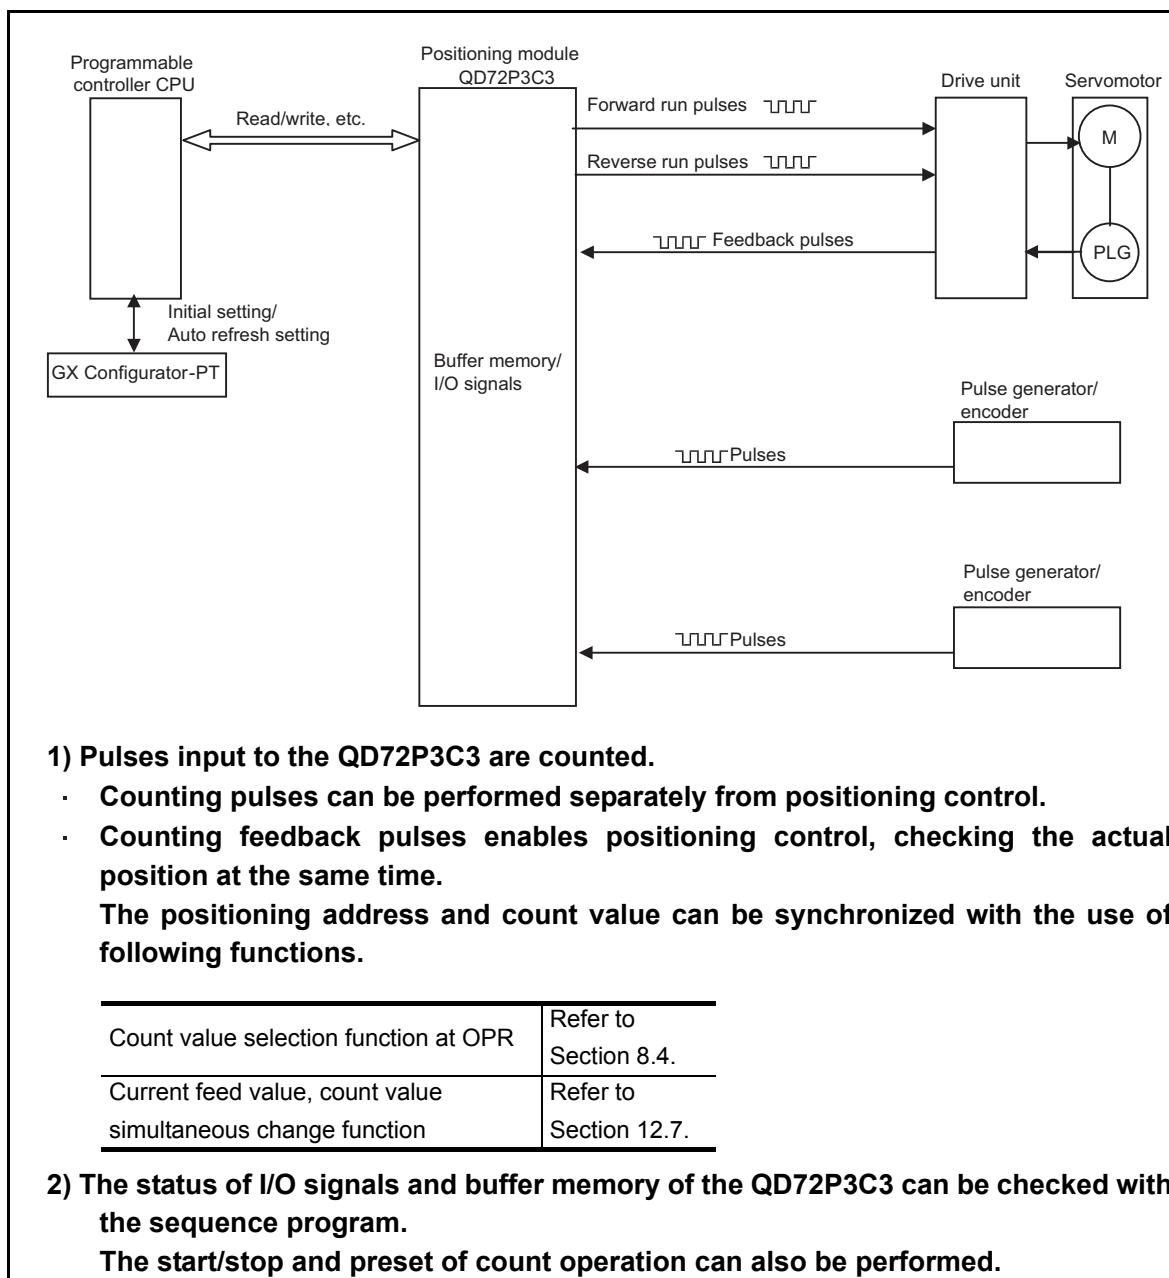 Programmable
controller CPU
Positioning module
QD72P3C3
Drive unit
Servomotor
Read/write, etc.
Forward run pulses
M
Reverse run pulses
Feedback pulses
PLG
Initial setting/
Auto refresh setting
GX Configurator-PT
Buffer memory/
I/O signals
Pulse generator/
encoder
Pulses
Pulse generator/
encoder
Pulses
1) Pulses input to the QD72P3C3 are counted.
· Counting pulses can be performed separately from positioning control.
· Counting feedback pulses enables positioning control, checking the actual
position at the same time.
The positioning address and count value can be synchronized with the use of
following functions.
Count value selection function at OPR
Refer to
Section 8.4.
Current feed value, count value
simultaneous change function
Refer to
Section 12.7.
2) The status of I/O signals and buffer memory of the QD72P3C3 can be checked with
the sequence program.
The start/stop and preset of count operation can also be performed.